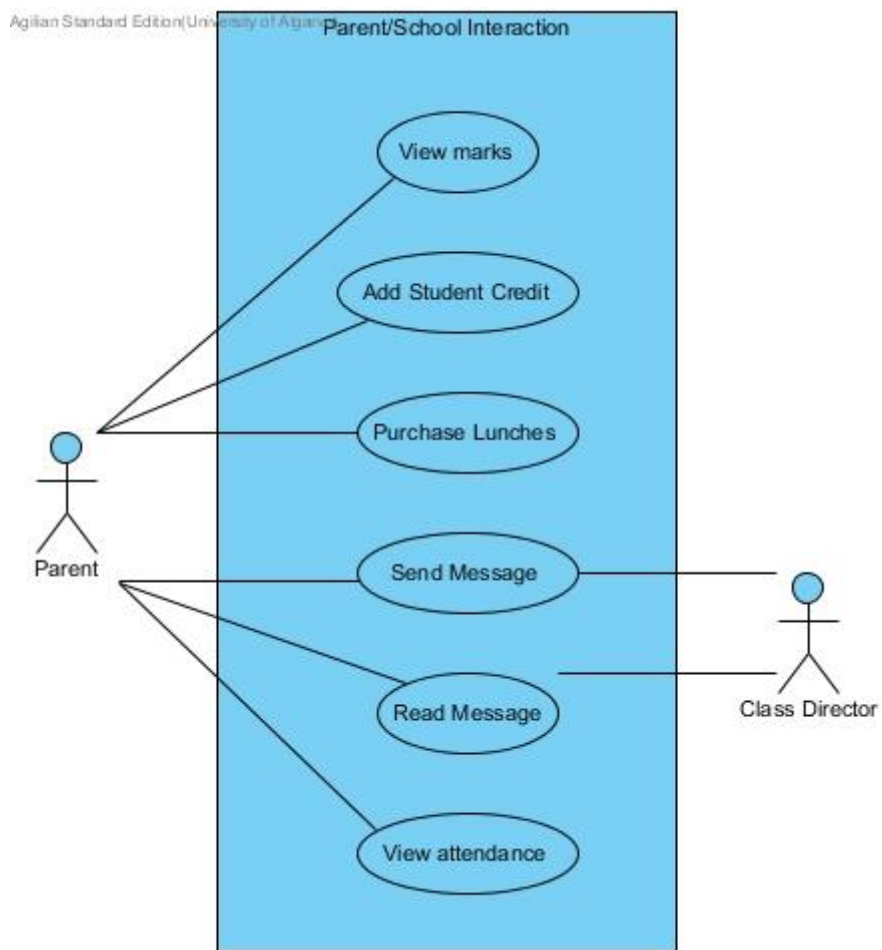 Agilian Standard Edition(University of
Parent/School Interaction
View marks
Add Student Credit
Purchase Lunches
Parent
Send Message
Class Director
Read Message
View attendance